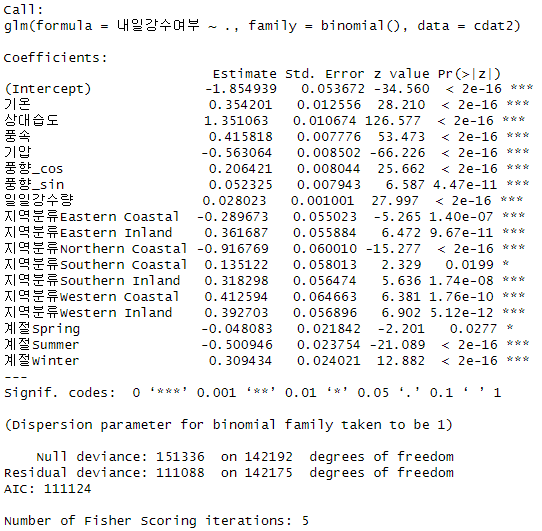 Call:
glm(formula = 내일강수여부 ~ ., family = binomial(), data = cdat2)
Coefficients:
Estimate Std. Error z value Pr(>|z|)
(Intercept) -1.854939 0.053672 -34.560 < 2e-16 ***
기온 0.354201 0.012556 28.210 < 2e-16 ***
상대습도 1.351063 0.010674 126.577 < 2e-16 ***
풍속 0.415818 0.007776 53.473 < 2e-16 ***
기압 -0.563064 0.008502 -66.226 < 2e-16 ***
풍향_cos 0.206421 0.008044 25.662 < 2e-16 ***
풍향_sin 0.052325 0.007943 6.587 4.47e-11 ***
일일강수량 0.028023 0.001001 27.997 < 2e-16 ***
지역분류Eastern Coastal -0.289673 0.055023 -5.265 1.40e-07 ***
지역분류Eastern Inland 0.361687 0.055884 6.472 9.67e-11 ***
지역분류Northern Coastal -0.916769 0.060010 -15.277 < 2e-16 ***
지역분류Southern Coastal 0.135122 0.058013 2.329 0.0199 *
지역분류Southern Inland 0.318298 0.056474 5.636 1.74e-08 ***
지역분류Western Coastal 0.412594 0.064663 6.381 1.76e-10 ***
지역분류Western Inland 0.392703 0.056896 6.902 5.12e-12 ***
계절Spring -0.048083 0.021842 -2.201 0.0277 *
계절Summer -0.500946 0.023754 -21.089 < 2e-16 ***
계절Winter 0.309434 0.024021 12.882 < 2e-16 ***
---
Signif. codes: 0 ‘***’ 0.001 ‘**’ 0.01 ‘*’ 0.05 ‘.’ 0.1 ‘ ’ 1
(Dispersion parameter for binomial family taken to be 1)
Null deviance: 151336 on 142192 degrees of freedom
Residual deviance: 111088 on 142175 degrees of freedom
AIC: 111124
Number of Fisher Scoring iterations: 5